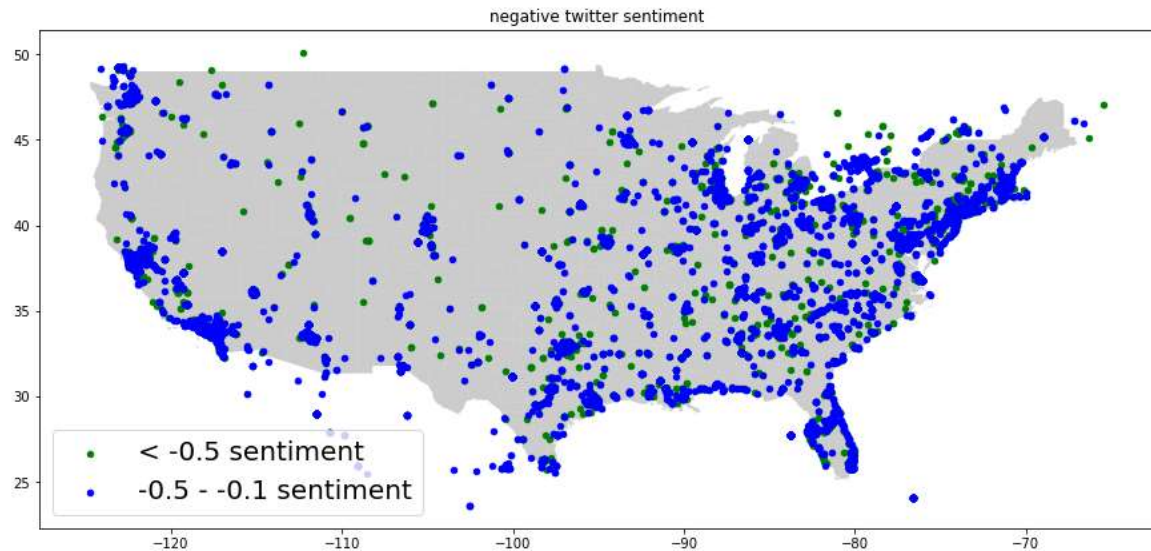 negative twitter sentiment
50
45
40
35
30
25
< -0.5 sentiment
-0.5 - -0.1 sentiment
−120 −110 −100 −90 −80 −70